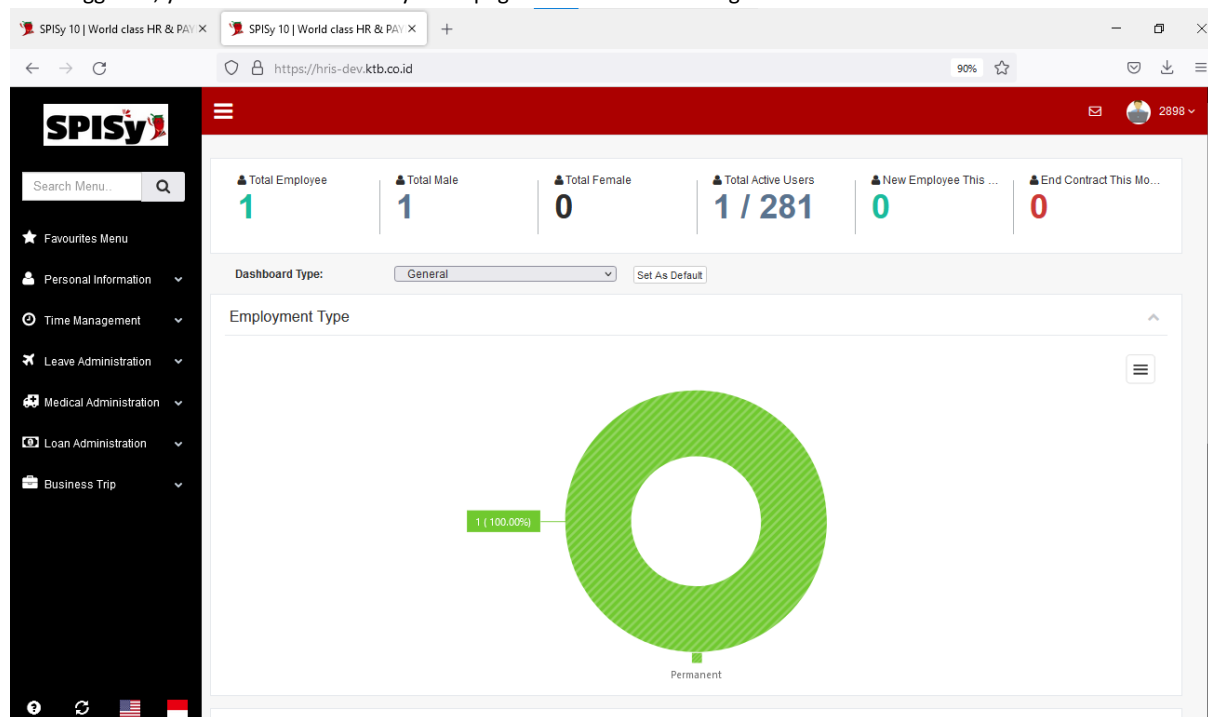 SPISy 10 | World class HR & PAY
SPISy 10 | World class HR & PAY
https://hris-dev.ktb.co.id
90%
SPISy
2898
Search Menu..
Total Employee
1
Total Male
1
Total Female
0
Total Active Users
1 / 281
New Employee This ...
0
End Contract This Mo...
0
Favourites Menu
Personal Information
Time Management
Leave Administration
Medical Administration
Loan Administration
Business Trip
Dashboard Type:
General
Set As Default
Employment Type
1 ( 100.00%)
Permanent